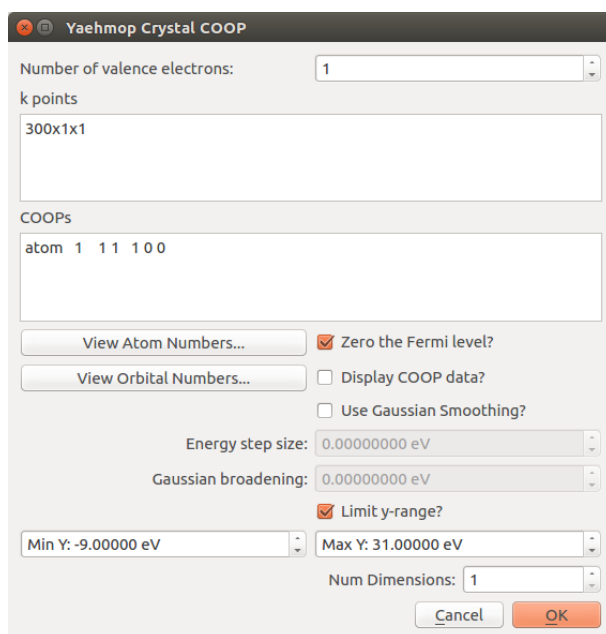 Yaehmop Crystal COOP
Number of valence electrons: 1
k points
300x1x1
COOPs
atom 1 1 1 1 0 0
View Atom Numbers... Zero the Fermi level?
View Orbital Numbers... Display COOP data?
Use Gaussian Smoothing?
Energy step size: 0.00000000 eV
Gaussian broadening: 0.00000000 eV
Limit y-range?
Min Y: -9.00000 eV Max Y: 31.00000 eV
Num Dimensions: 1
Cancel OK